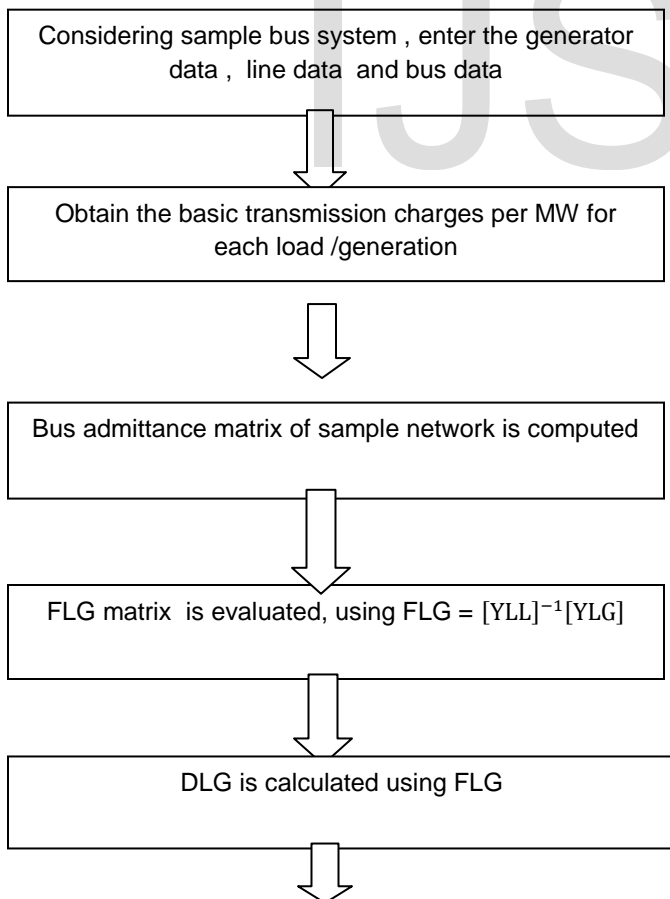 IJS
Considering sample bus system , enter the generator
data , line data and bus data
Obtain the basic transmission charges per MW for
each load /generation
Bus admittance matrix of sample network is computed
FLG matrix is evaluated, using FLG = [YLL]⁻¹[YLG]
DLG is calculated using FLG